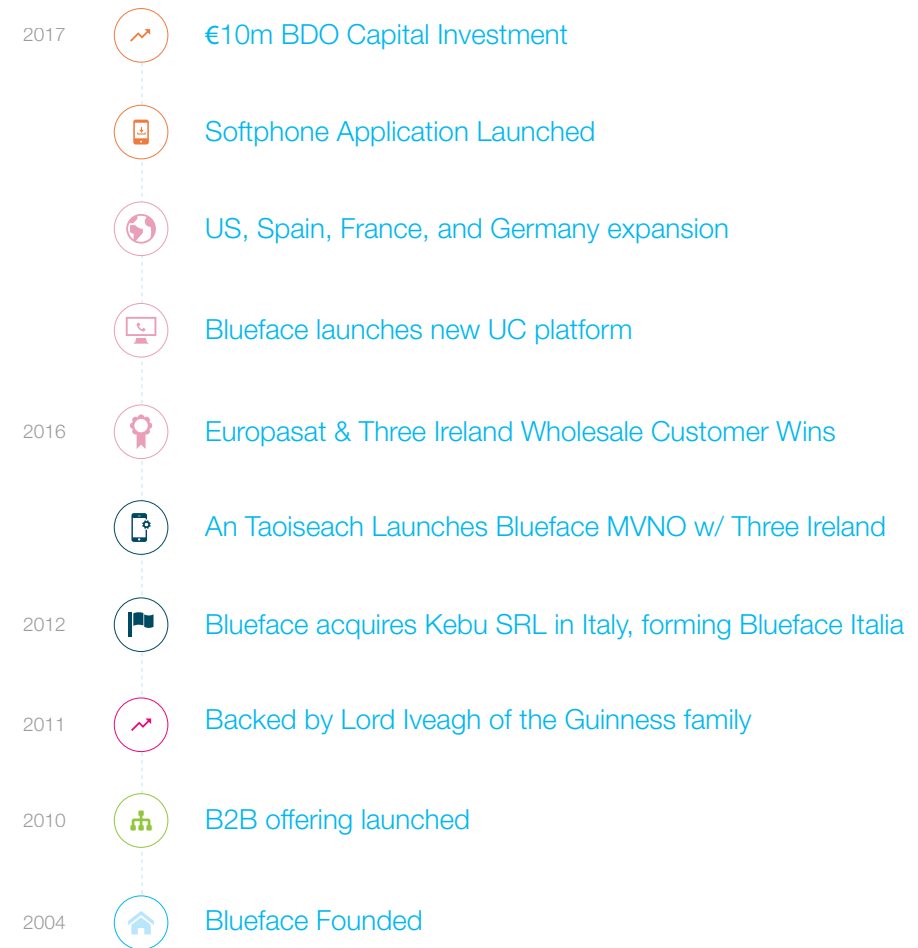 2017 €10m BDO Capital Investment
Softphone Application Launched
US, Spain, France, and Germany expansion
Blueface launches new UC platform
2016 Europasat & Three Ireland Wholesale Customer Wins
An Taoiseach Launches Blueface MVNO w/ Three Ireland
2012 Blueface acquires Kebu SRL in Italy, forming Blueface Italia
2011 Backed by Lord Iveagh of the Guinness family
2010 B2B offering launched
2004 Blueface Founded